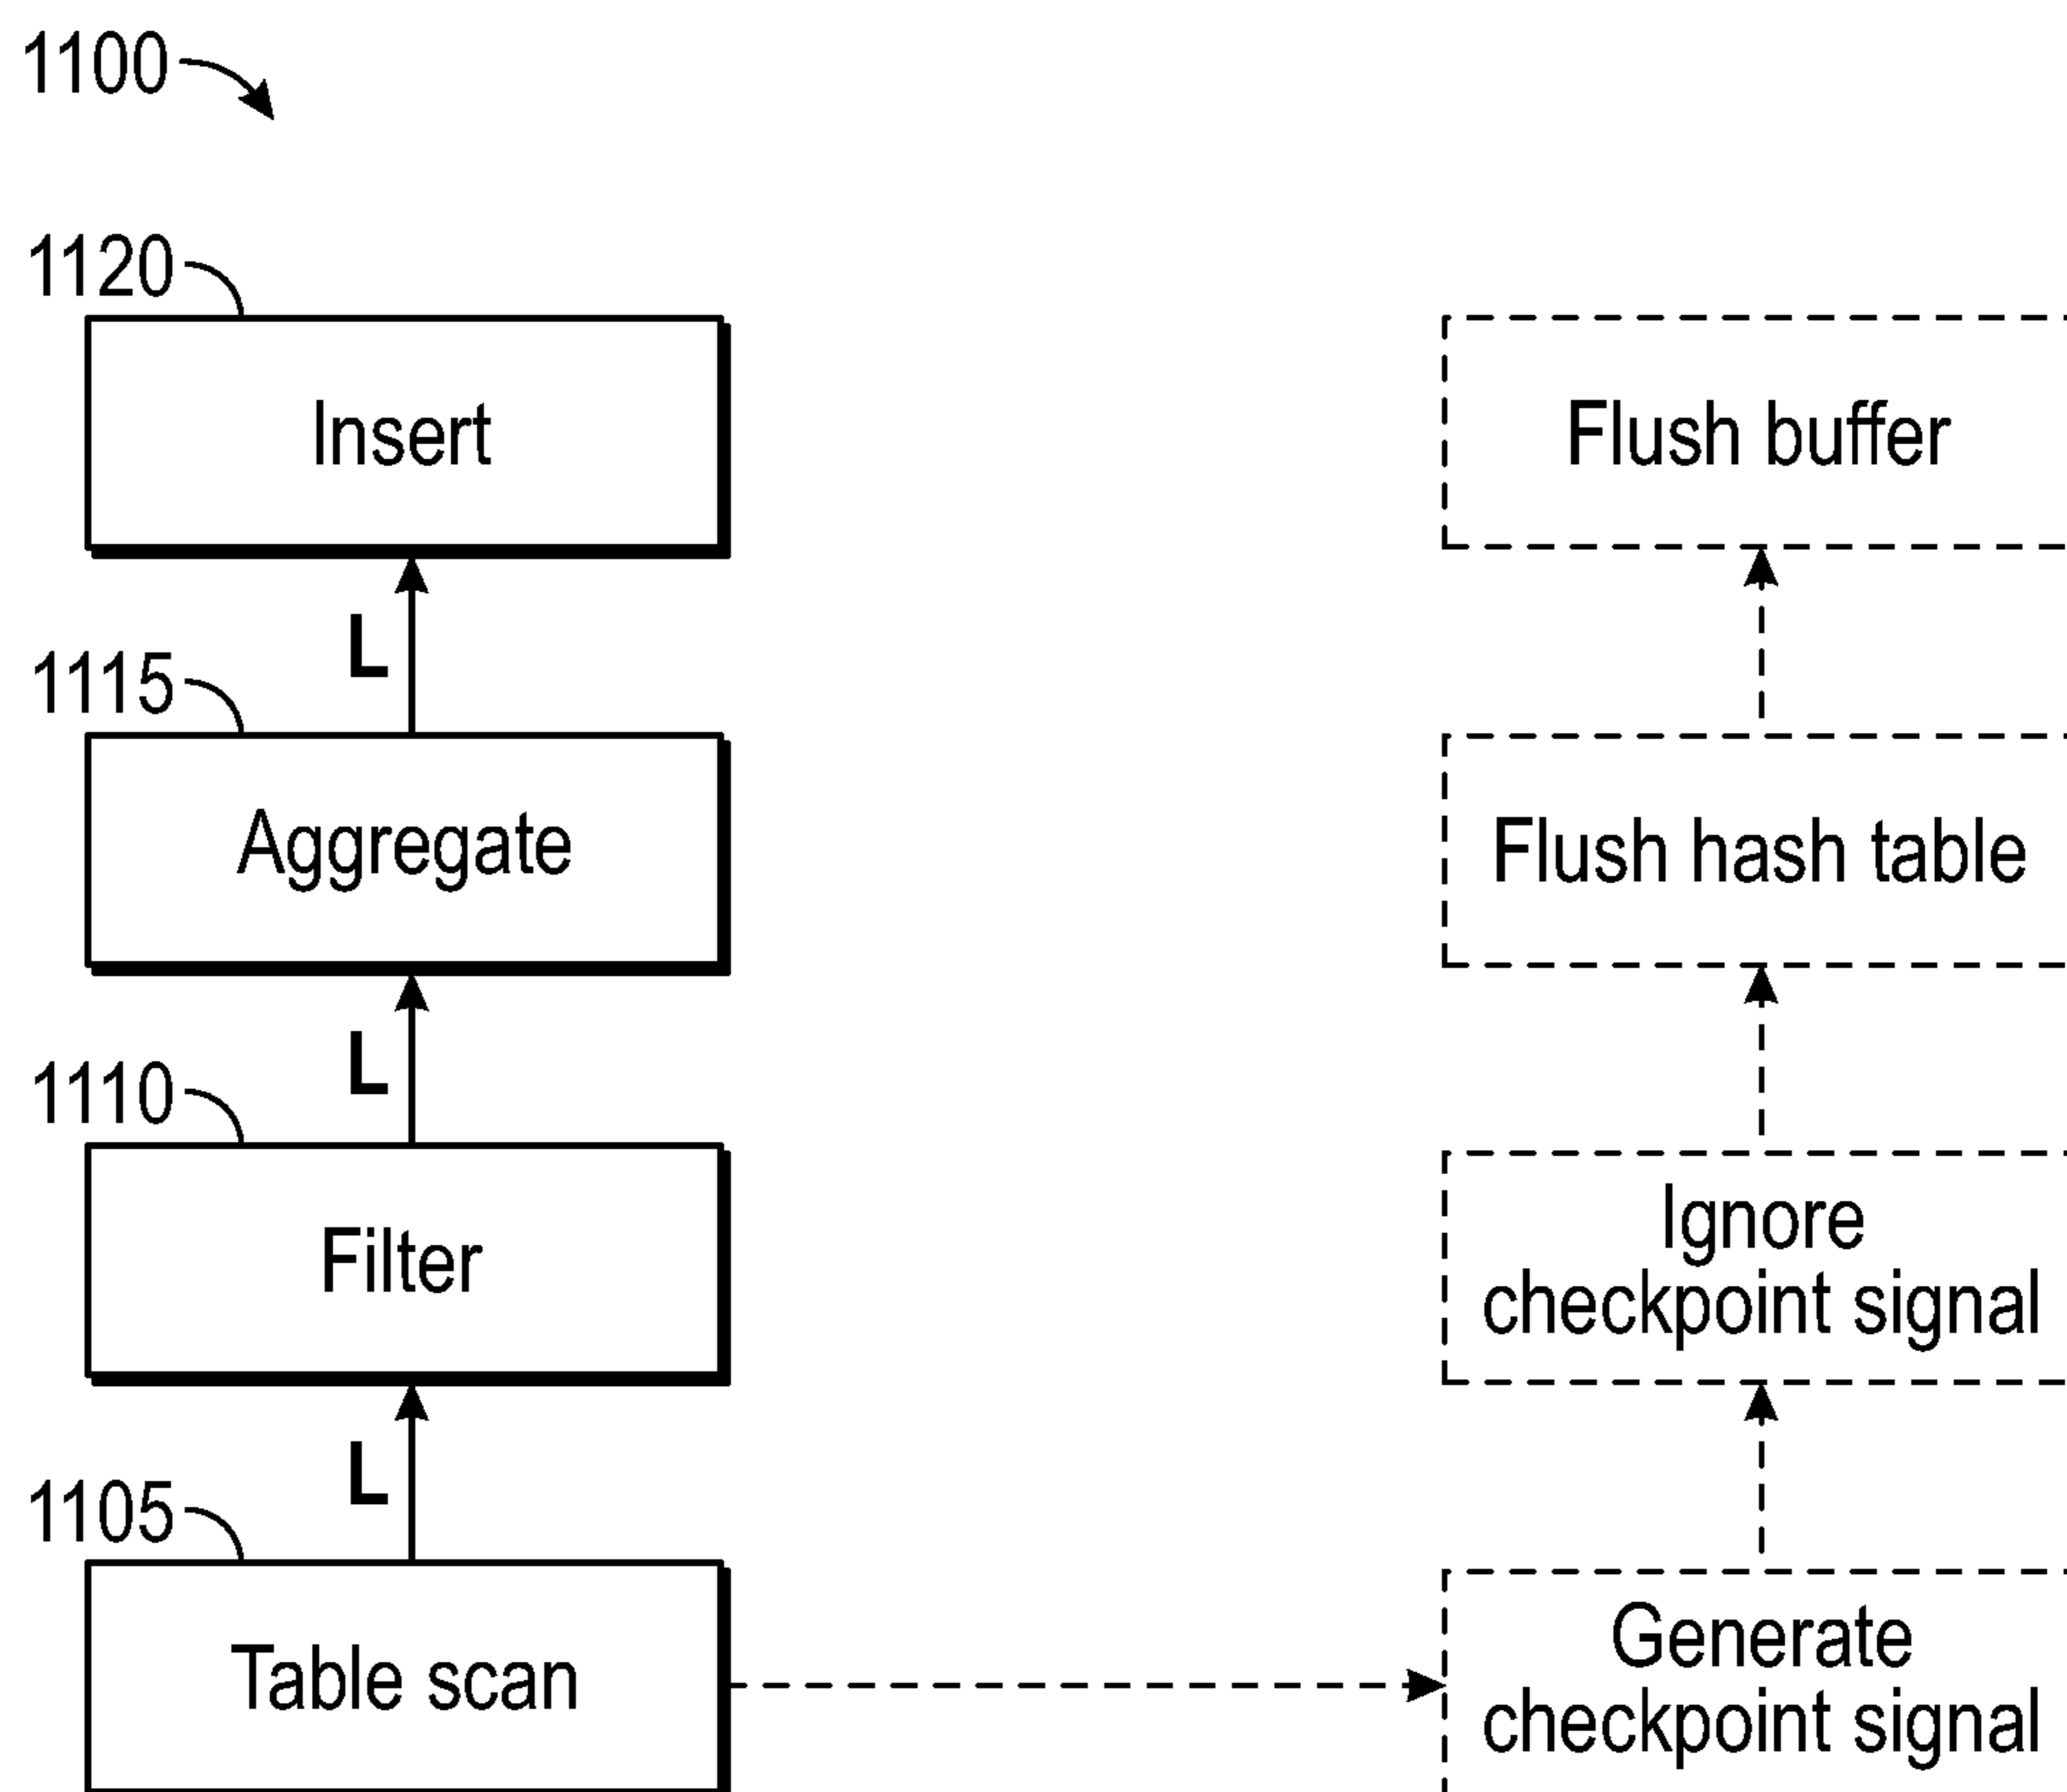 1100
1120
Insert
Flush buffer
L
1115
Aggregate
Flush hash table
L
1110
Filter
Ignore
checkpoint signal
L
1105
Table scan
Generate
checkpoint signal